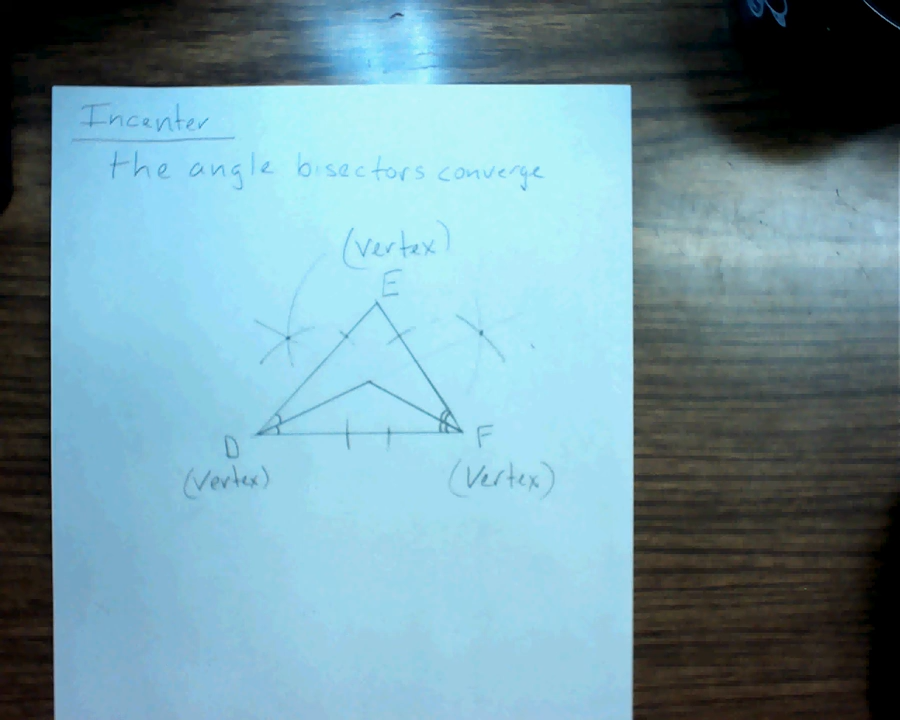 Incenter
the angle bisectors converge
(vertex)
E
D
F
(vertex)
(vertex)